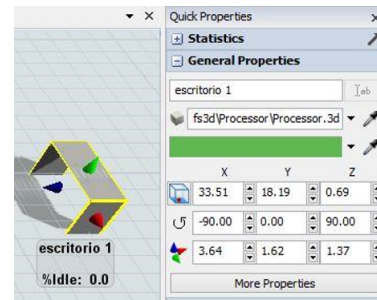 Quick Properties
Statistics
General Properties
escritorio 1
fs3d\Processor\Processor.3d
X Y Z
33.51 18.19 0.69
-90.00 0.00 90.00
3.64 1.62 1.37
More Properties
escritorio 1
%Idle: 0.0